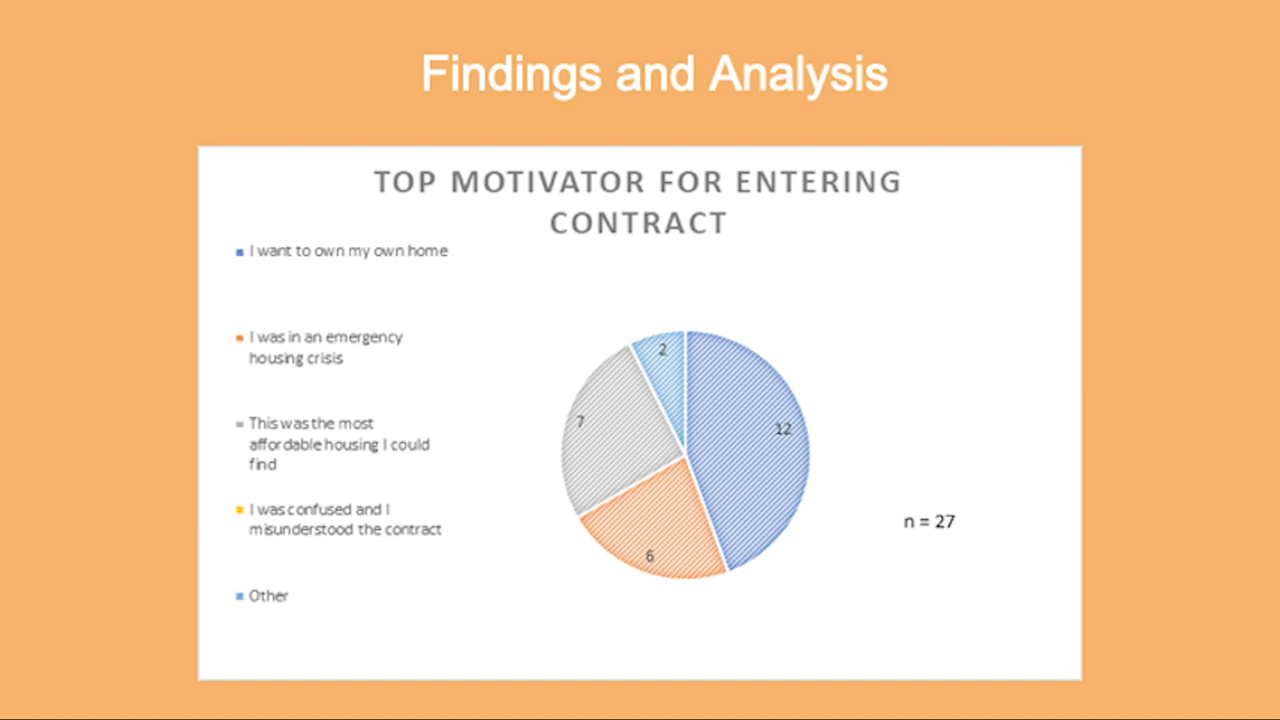 Findings and Analysis
TOP MOTIVATOR FOR ENTERING
CONTRACT
I want to own my own home
I was in an emergency
housing crisis
This was the most
affordable housing I could
find
I was confused and I
misunderstood the contract
Other
2
12
7
6
n = 27